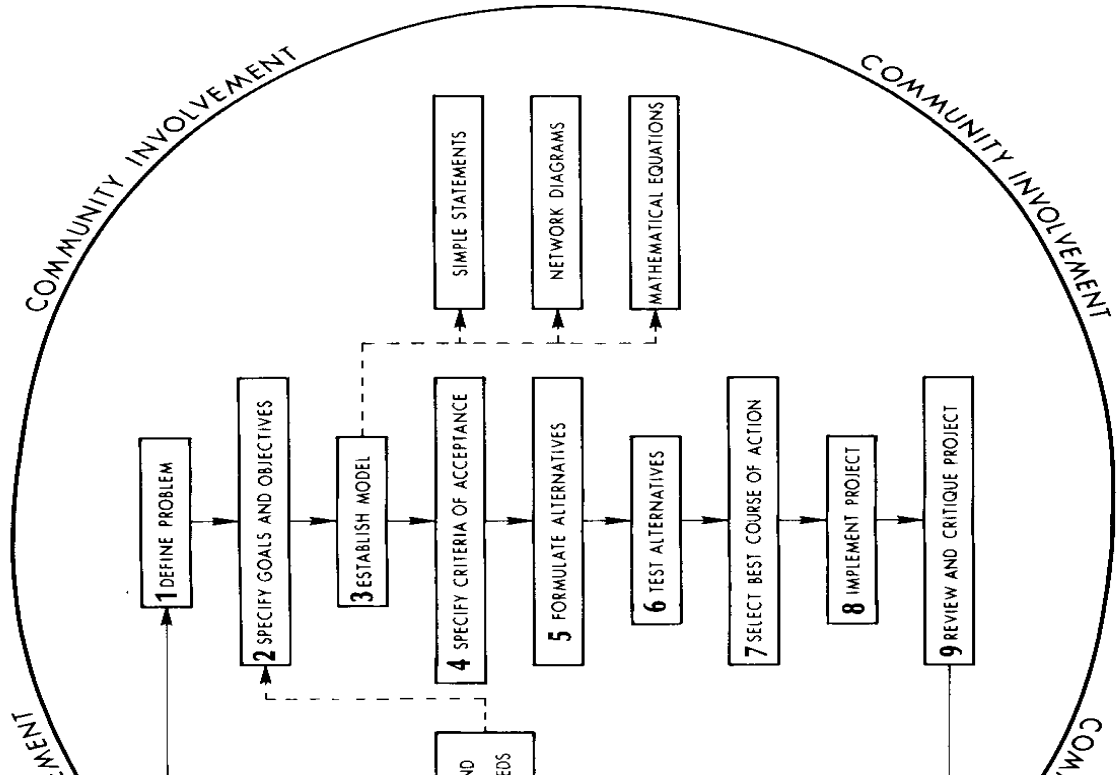 COMMUNITY INVOLVEMENT
COMMUNITY INVOLVEMENT
1 DEFINE PROBLEM
2 SPECIFY GOALS AND OBJECTIVES
3 ESTABLISH MODEL
SIMPLE STATEMENTS
NETWORK DIAGRAMS
MATHEMATICAL EQUATIONS
4 SPECIFY CRITERIA OF ACCEPTANCE
5 FORMULATE ALTERNATIVES
6 TEST ALTERNATIVES
7 SELECT BEST COURSE OF ACTION
8 IMPLEMENT PROJECT
9 REVIEW AND CRITIQUE PROJECT